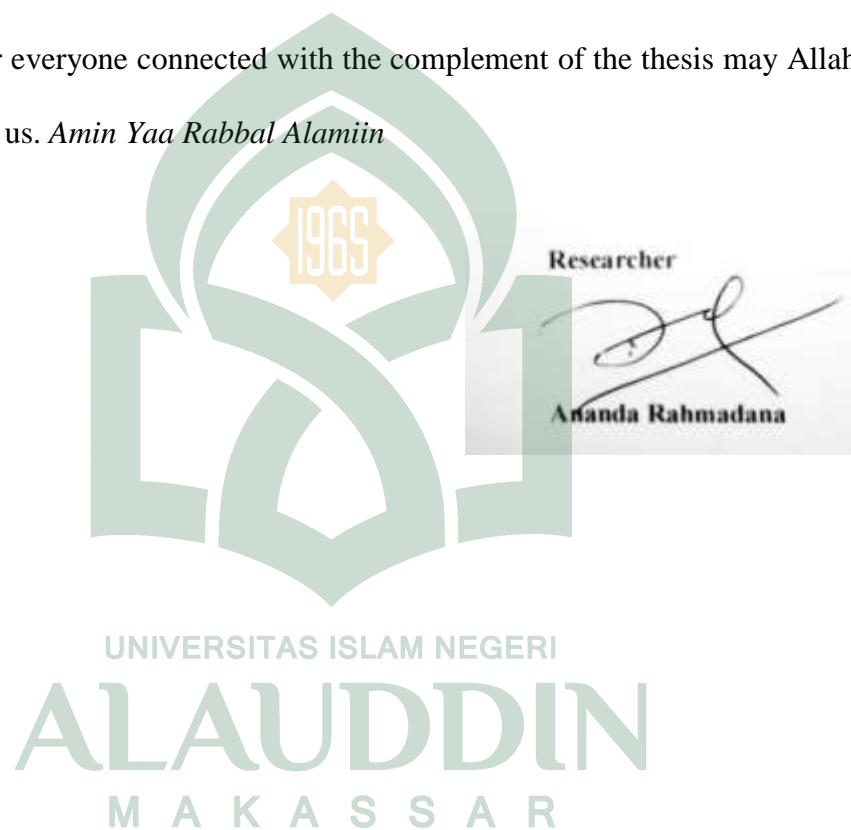 r everyone connected with the complement of the thesis may Allah
us. Amin Yaa Rabbal Alamiin
1965
Researcher
Ananda Rahmadana
UNIVERSITAS ISLAM NEGERI
ALAUDDIN
MAKASSAR